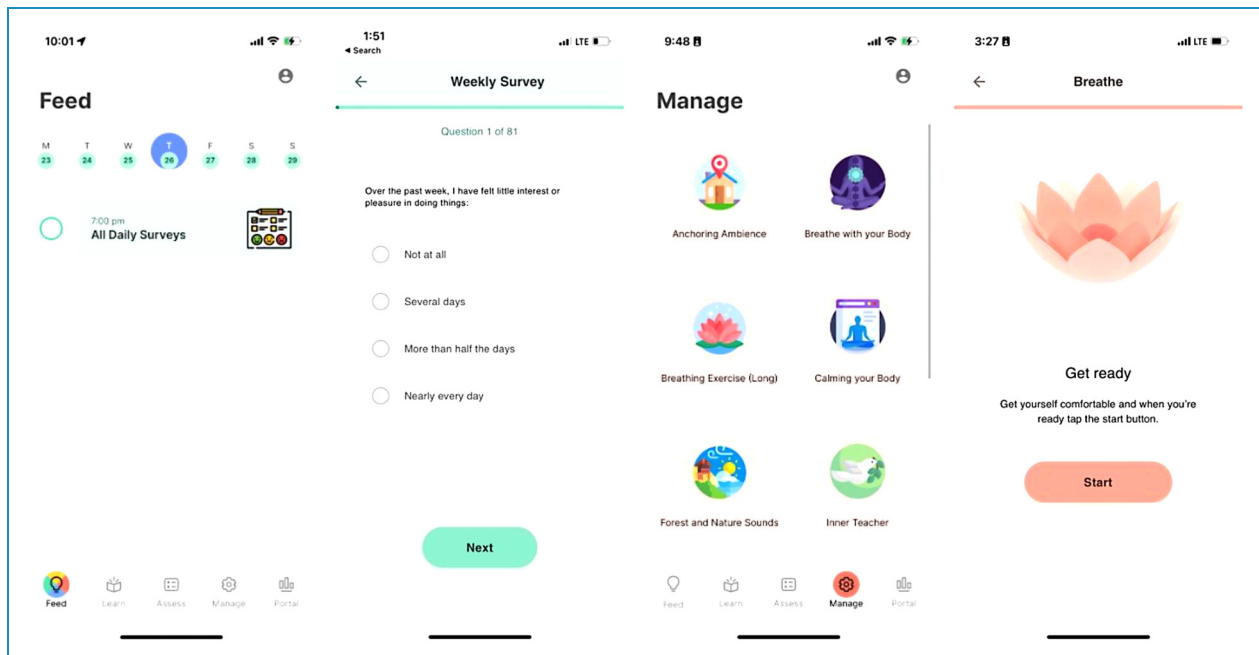 10:01
Feed
M T W T F S S
23 24 25 26 27 28 29
7:00 pm
All Daily Surveys
Feed Learn Assess Manage Portal
1:51
◄ Search
LTE
Weekly Survey
Question 1 of 81
Over the past week, I have felt little interest or
pleasure in doing things:
Not at all
Several days
More than half the days
Nearly every day
Next
9:48
Manage
Anchoring Ambience Breathe with your Body
Breathing Exercise (Long) Calming your Body
Forest and Nature Sounds Inner Teacher
Feed Learn Assess Manage Portal
3:27
LTE
Breathe
Get ready
Get yourself comfortable and when you're
ready tap the start button.
Start